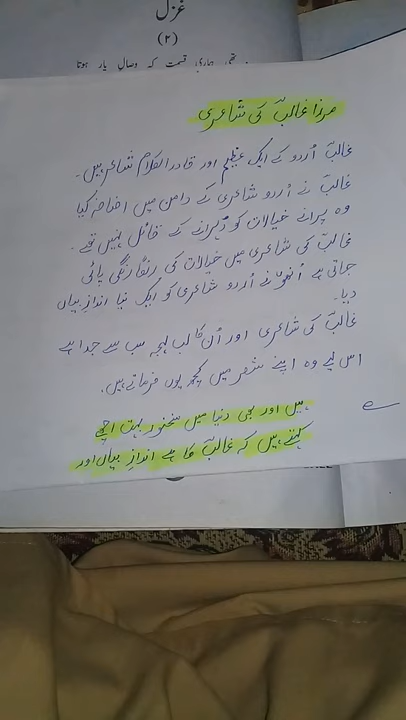 غزل
(۲)
یہ نہ تھی ہماری قسمت کہ وصالِ یار ہوتا
مرزا غالبؔ کی شاعری
غالبؔ اُردو کے ایک عظیم اور قادرالکلام شاعر ہیں۔
غالبؔ نے اُردو شاعری کے دامن میں اضافہ کیا
وہ پرانے خیالات کو دُہرانے کے قائل نہیں تھے۔
غالبؔ کی شاعری میں خیالات کی رنگا رنگی پائی
جاتی ہے اُنھوں نے اُردو شاعری کو ایک نیا اندازِ بیاں
دیا۔
غالبؔ کی شاعری اور اُن کا لب لہجہ سب سے جدا ہے
اس لیے وہ اپنے شعر میں کچھ یوں فرماتے ہیں۔
ہیں اور بھی دنیا میں سخنور بہت اچھے
کہتے ہیں کہ غالبؔ کا ہے اندازِ بیاں اور